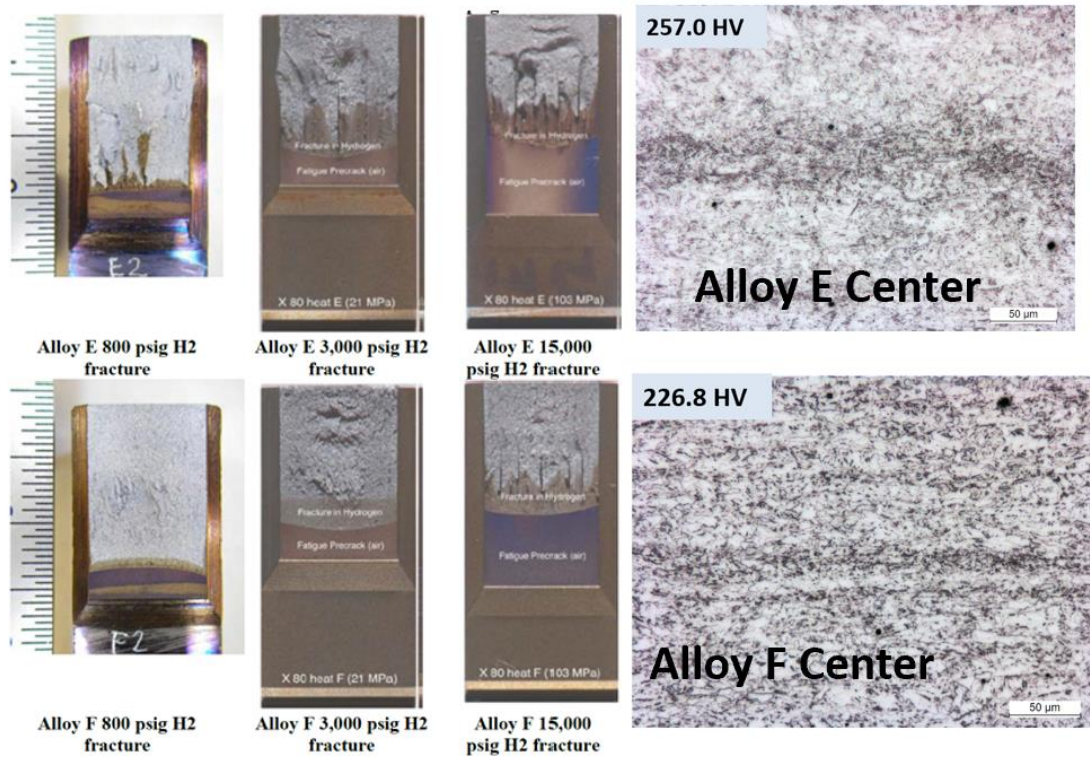 257.0 HV
Fracture in Hydrogen
Fracture in Hydrogen
Fatigue Precrack (air)
Fatigue Precrack (air)
E2
X 80 heat E (21 MPa)
X 80 heat E (103 MPa)
Alloy E Center
50 µm
Alloy E 800 psig H2
fracture
Alloy E 3,000 psig H2
fracture
Alloy E 15,000
psig H2 fracture
226.8 HV
Fracture in Hydrogen
Fracture in Hydrogen
Fatigue Precrack (air)
Fatigue Precrack (air)
F2
X 80 heat F (21 MPa)
X 80 heat F (103 MPa)
Alloy F Center
50 µm
Alloy F 800 psig H2
fracture
Alloy F 3,000 psig H2
fracture
Alloy F 15,000
psig H2 fracture